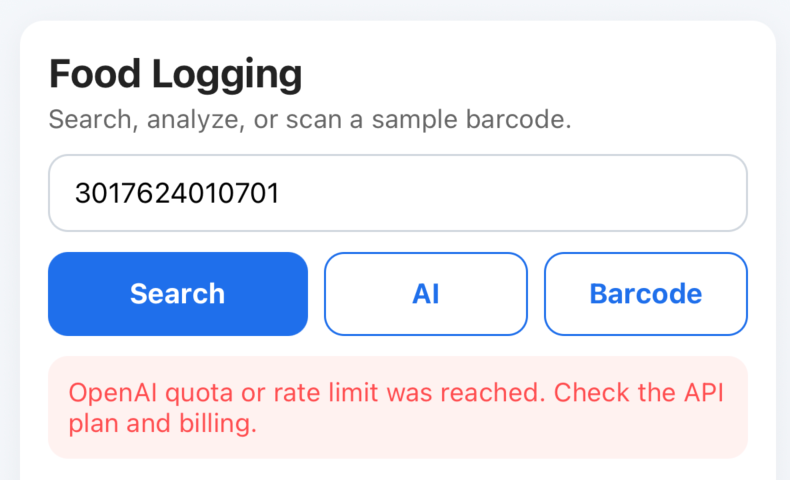 Food Logging
Search, analyze, or scan a sample barcode.
3017624010701
Search
AI
Barcode
OpenAI quota or rate limit was reached. Check the API
plan and billing.